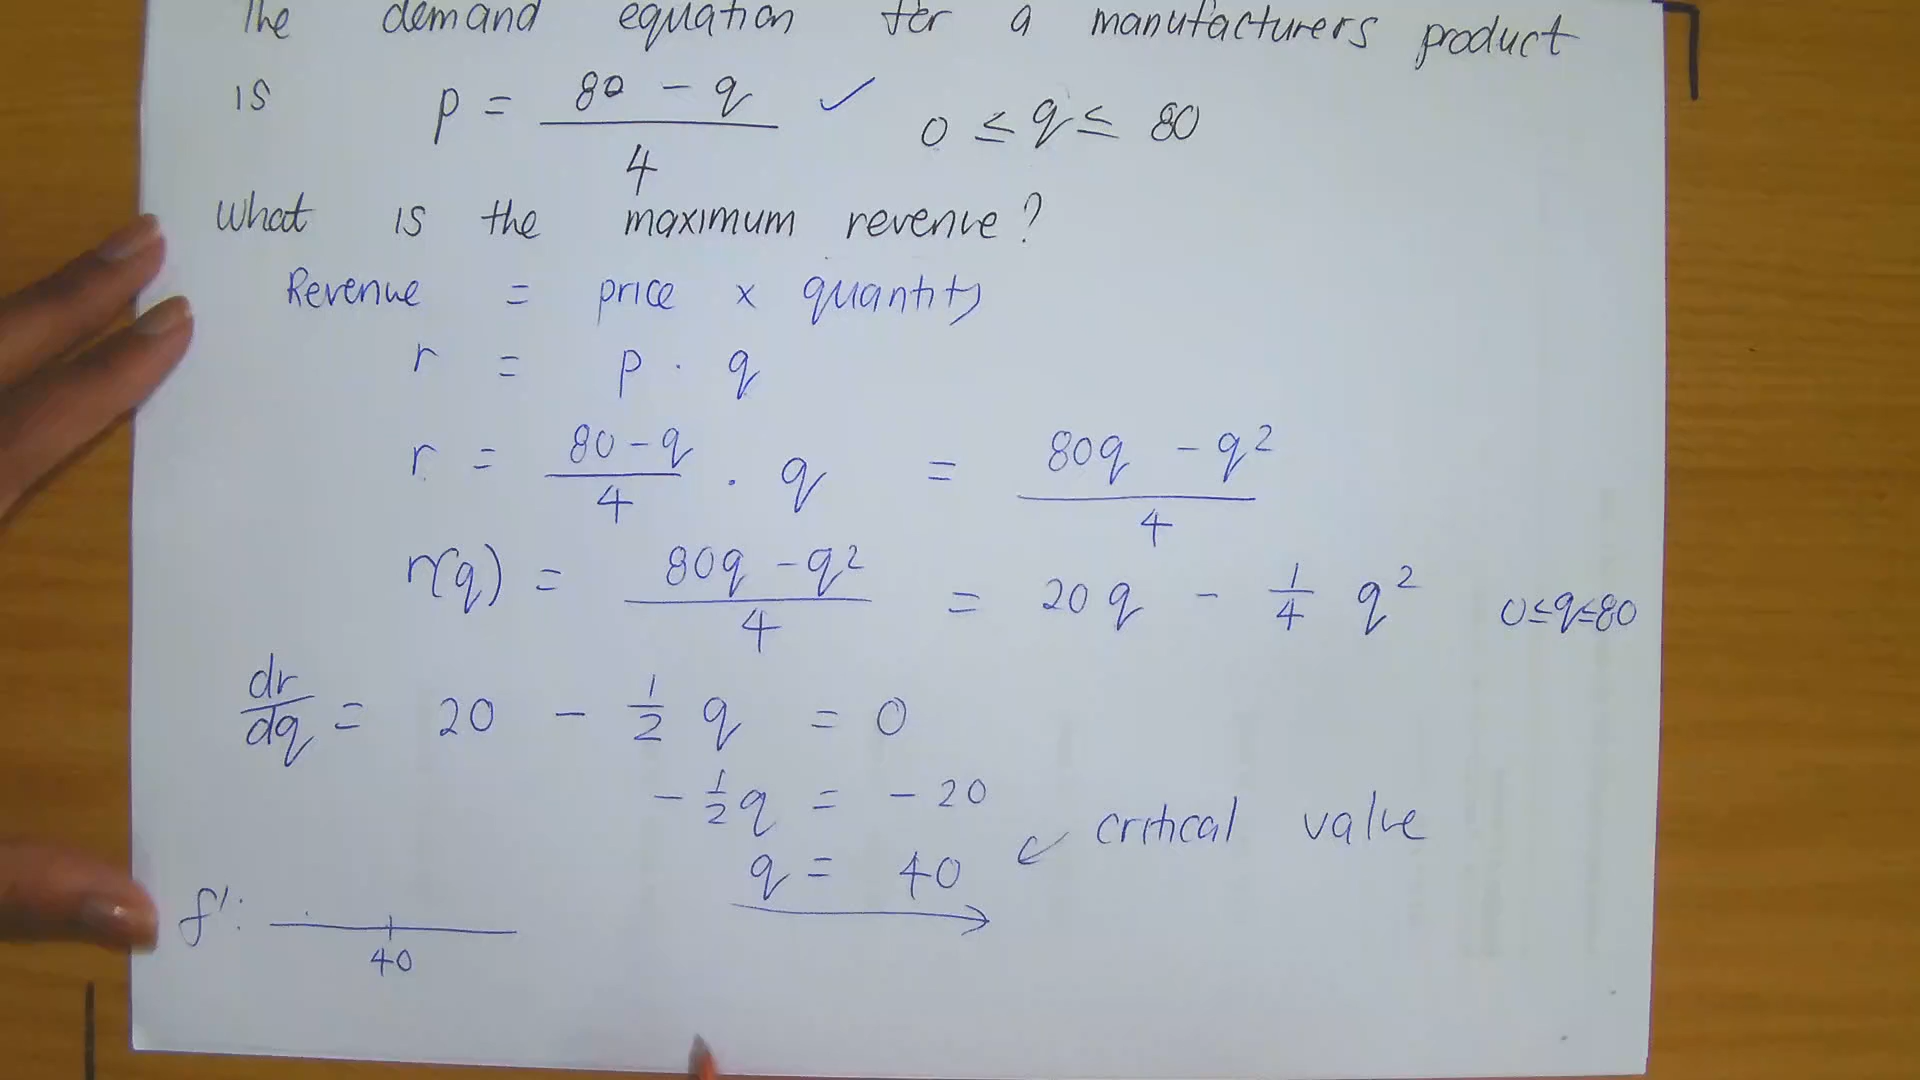 The demand equation for a manufacturers product
is p = (80 - q)/4 ✓ 0 ≤ q ≤ 80
What is the maximum revenue?
Revenue = price × quantity
r = p · q
r = (80 - q)/4 · q = (80q - q²)/4
r(q) = (80q - q²)/4 = 20q - 1/4 q² 0≤q≤80
dr/dq = 20 - 1/2 q = 0
- 1/2 q = - 20
q = 40 critical value
f':
40